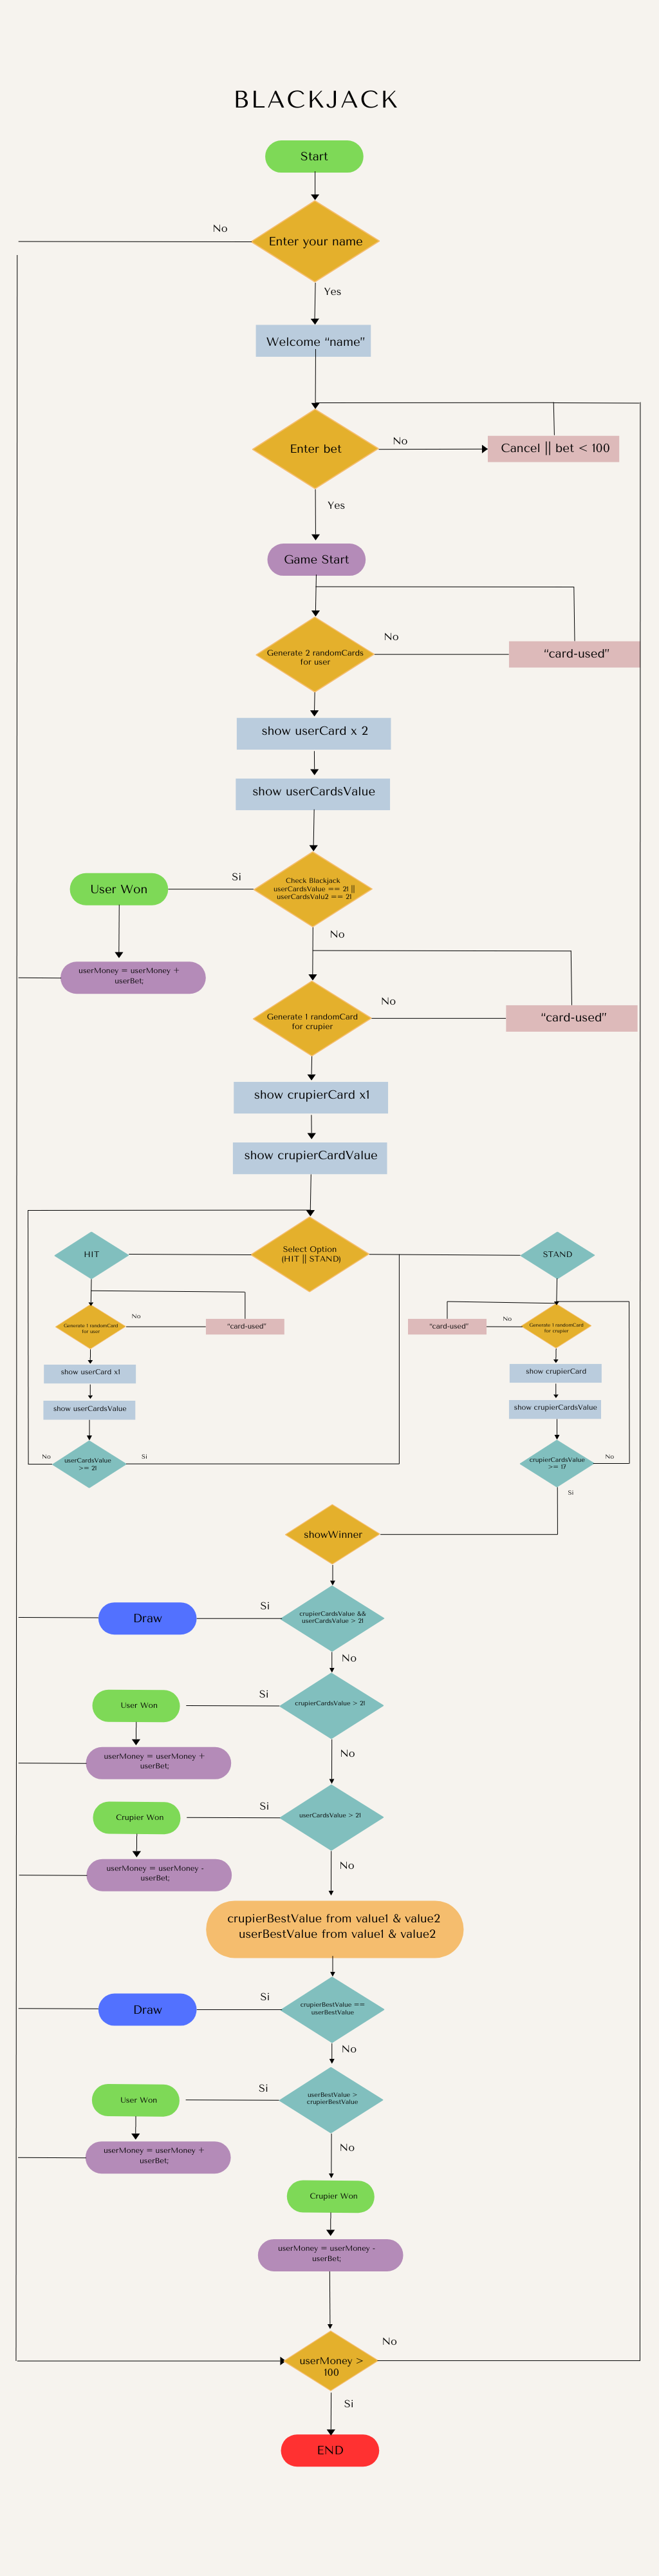 BLACKJACK
Start
No
Enter your name
Yes
Welcome “name”
Enter bet
No
Cancel || bet < 100
Yes
Game Start
No
Generate 2 randomCards
for user
“card-used”
show userCard x 2
show userCardsValue
User Won
Si
Check Blackjack
userCardsValue == 21 ||
userCardsValu2 == 21
No
userMoney = userMoney +
userBet;
No
Generate 1 randomCard
for crupier
“card-used”
show crupierCard x1
show crupierCardValue
HIT
Select Option
(HIT || STAND)
STAND
Generate 1 randomCard
for user
No
“card-used”
“card-used”
No
Generate 1 randomCard
for crupier
show userCard x1
show crupierCard
show userCardsValue
show crupierCardsValue
No
userCardsValue
>= 21
Si
crupierCardsValue
>= 17
No
Si
showWinner
Draw
Si
crupierCardsValue &&
userCardsValue > 21
No
User Won
Si
crupierCardsValue > 21
No
userMoney = userMoney +
userBet;
Crupier Won
Si
userCardsValue > 21
No
userMoney = userMoney -
userBet;
crupierBestValue from value1 & value2
userBestValue from value1 & value2
Draw
Si
crupierBestValue ==
userBestValue
No
User Won
Si
userBestValue >
crupierBestValue
No
userMoney = userMoney +
userBet;
Crupier Won
userMoney = userMoney -
userBet;
No
userMoney >
100
Si
END